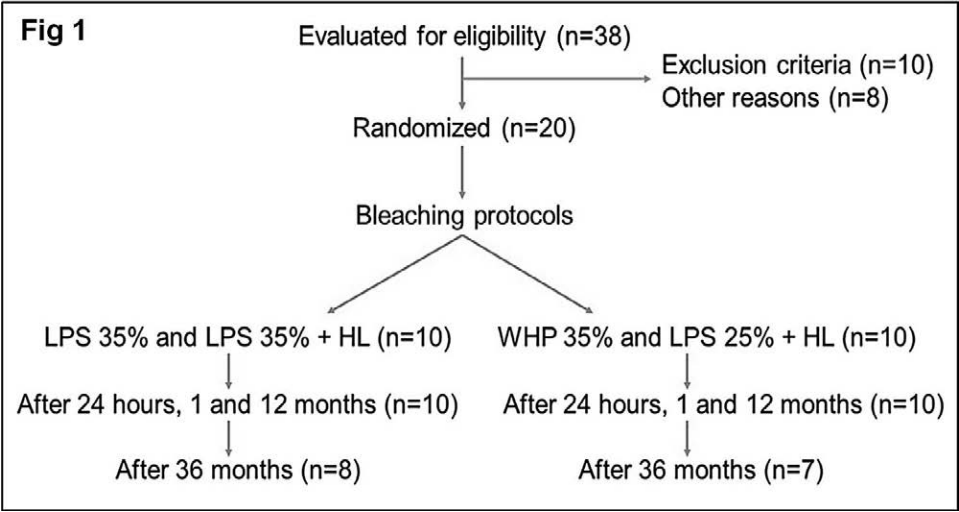 Fig 1
Evaluated for eligibility (n=38)
Exclusion criteria (n=10)
Other reasons (n=8)
Randomized (n=20)
Bleaching protocols
LPS 35% and LPS 35% + HL (n=10)
WHP 35% and LPS 25% + HL (n=10)
After 24 hours, 1 and 12 months (n=10)
After 24 hours, 1 and 12 months (n=10)
After 36 months (n=8)
After 36 months (n=7)